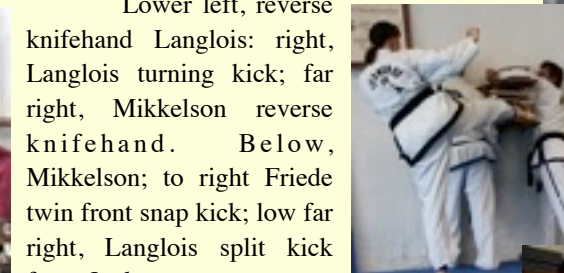 Lower left, reverse
knifehand Langlois: right,
Langlois turning kick; far
right, Mikkelson reverse
knifehand. Below,
Mikkelson; to right Friede
twin front snap kick; low far
right, Langlois split kick